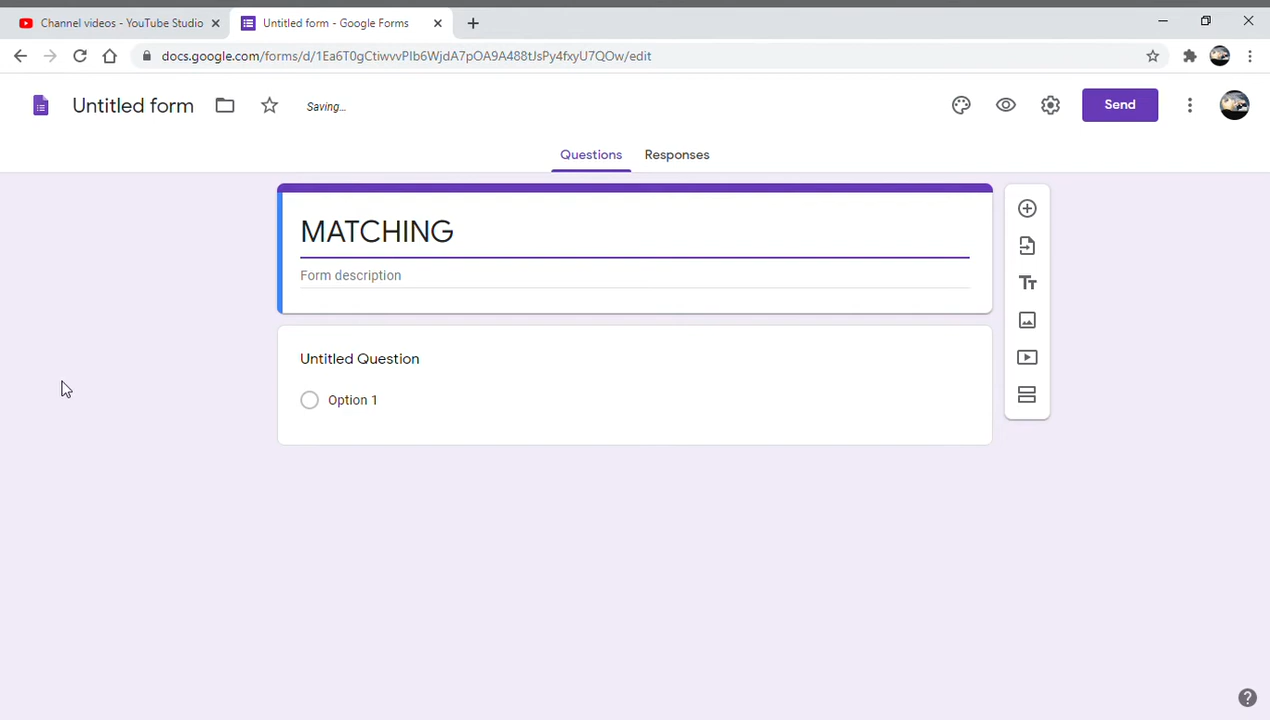 Channel videos - YouTube Studio
Untitled form - Google Forms
docs.google.com/forms/d/1Ea6T0gCtiwvvPIb6WjdA7pOA9A488tJsPy4fxyU7QOw/edit
Untitled form
Saving...
Send
Questions
Responses
MATCHING
Form description
Untitled Question
Option 1